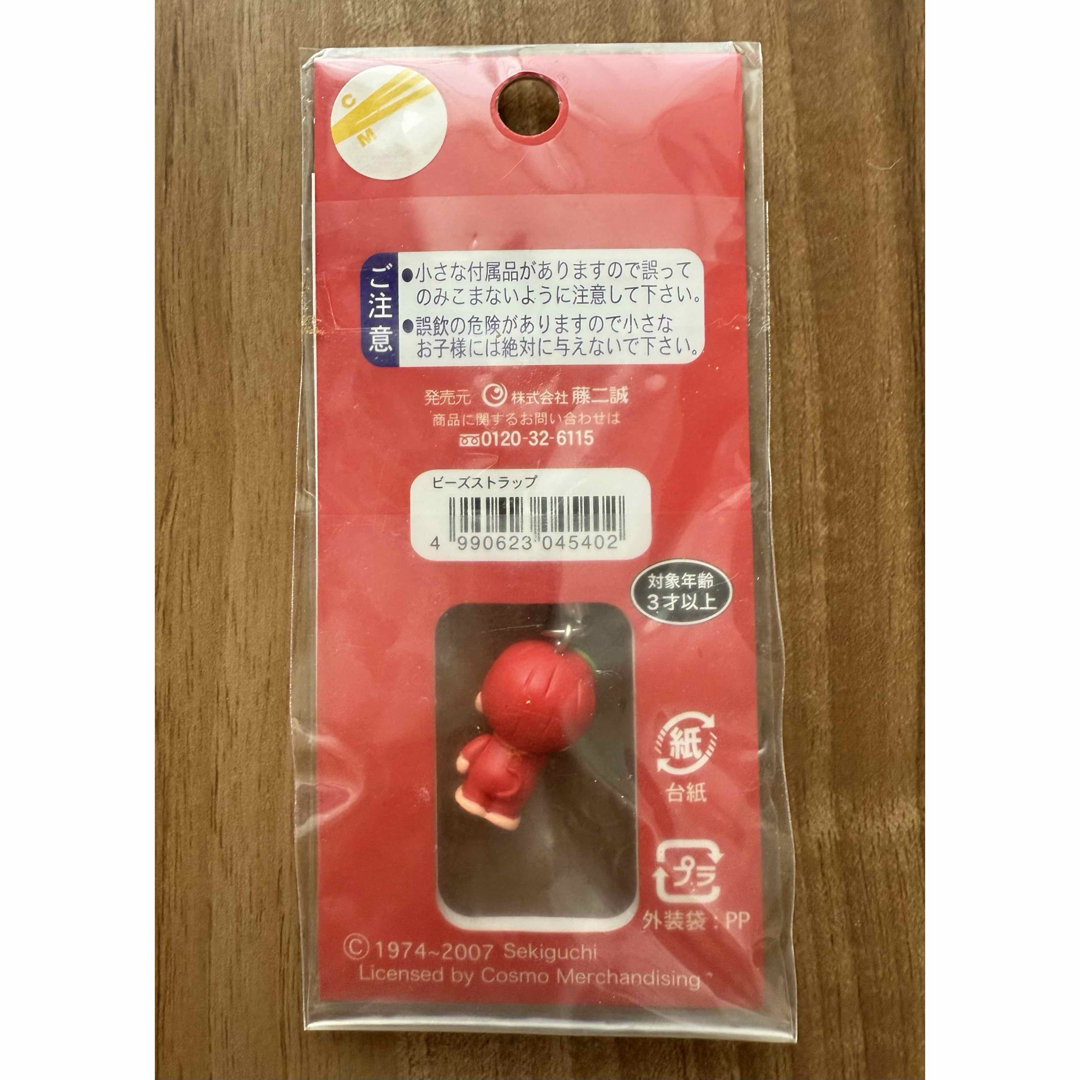 C
M
ご注意
●小さな付属品がありますので誤って
のみこまないように注意して下さい。
●誤飲の危険がありますので小さな
お子様には絶対に与えないで下さい。
発売元 株式会社 藤二誠
商品に関するお問い合わせは
0120-32-6115
ビーズストラップ
4 990623 045402
対象年齢
3才以上
紙
台紙
プラ
外装袋：PP
©1974~2007 Sekiguchi
Licensed by Cosmo Merchandising™